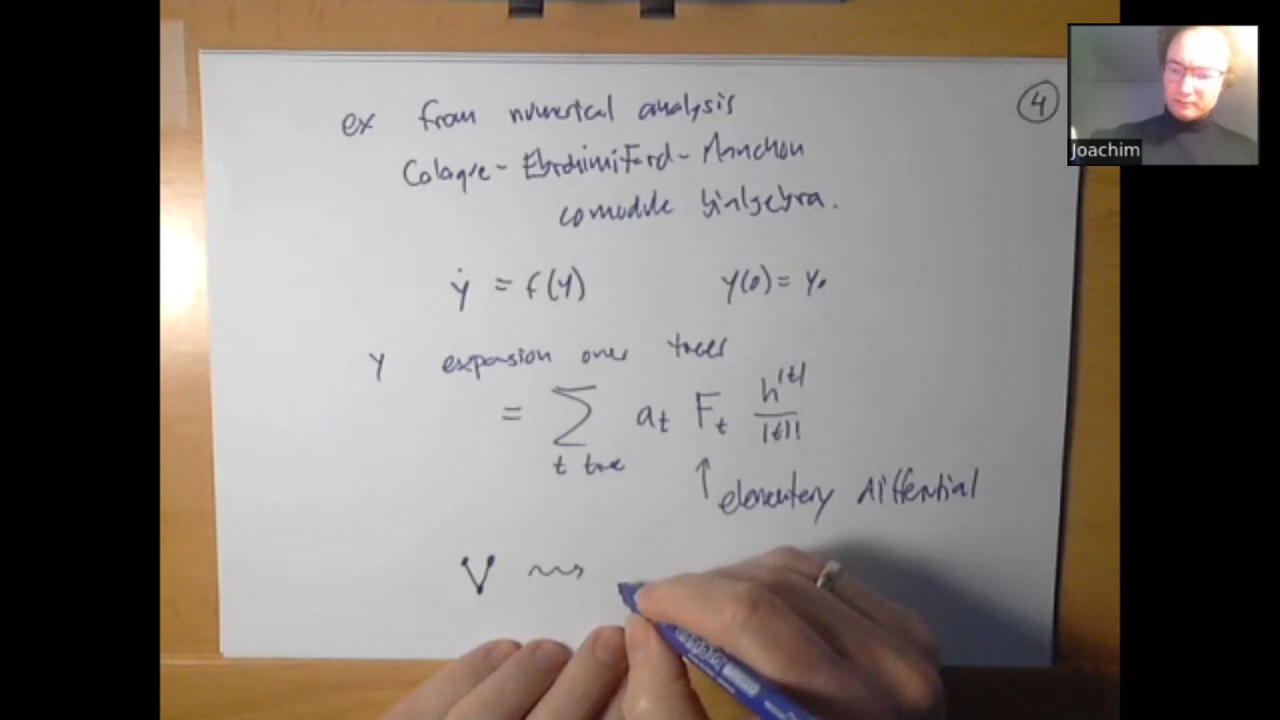 ex from numerical analysis
④
Joachim
Calaque - Ebrahimi-Fard - Manchon
comodule bialgebra.
ẏ = f(y) y(0) = y₀
y expansion over trees
= ∑ aₜ Fₜ h^|t| / |t|!
t tree
↑ elementary differential
V ⇝